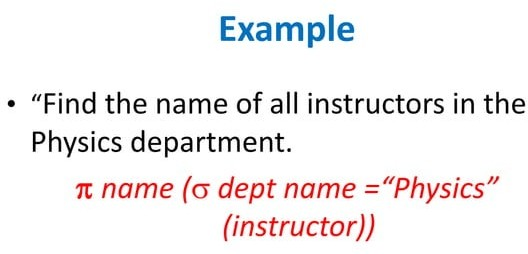 Example
• “Find the name of all instructors in the
Physics department.
π name (σ dept name =“Physics”
(instructor))